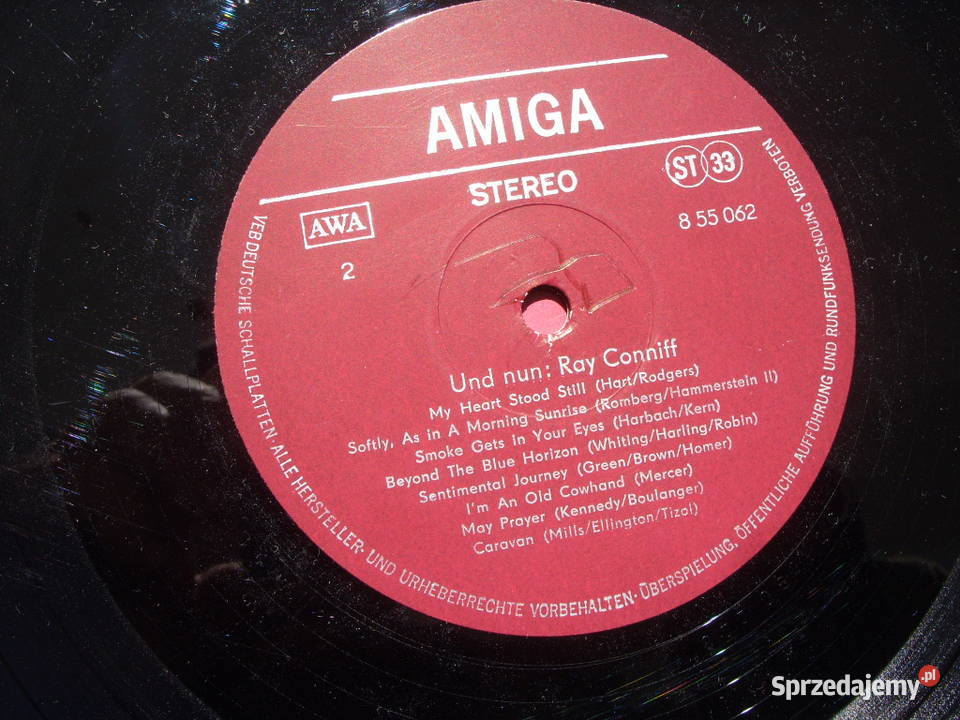 AMIGA
STEREO
ST 33
AWA
8 55 062
2
Und nun: Ray Conniff
My Heart Stood Still (Hart/Rodgers)
Softly, As in A Morning Sunrise (Romberg/Hammerstein II)
Smoke Gets in Your Eyes (Harbach/Kern)
Beyond The Blue Horizon (Whiting/Harling/Robin)
Sentimental Journey (Green/Brown/Homer)
I'm An Old Cowhand (Mercer)
May Prayer (Kennedy/Boulanger)
Caravan (Mills/Ellington/Tizol)
VEB DEUTSCHE SCHALLPLATTEN · ALLE HERSTELLER- UND URHEBERRECHTE VORBEHALTEN · ÜBERSPIELUNG, ÖFFENTLICHE AUFFÜHRUNG UND RUNDFUNKSENDUNG VERBOTEN
Sprzedajemy.pl